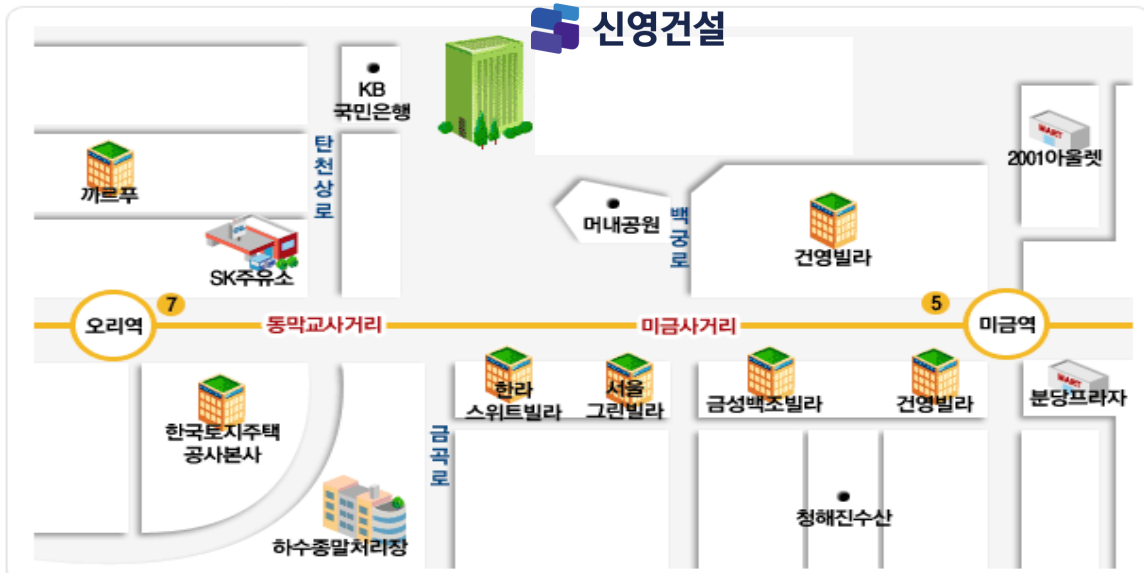 신영건설
KB
국민은행
탄천상로
2001아울렛
까르푸
머내공원
백궁로
건영빌라
SK주유소
오리역
7
동막교사거리
미금사거리
5
미금역
한라
스위트빌라
서울
그린빌라
금성백조빌라
건영빌라
MART
분당프라자
한국토지주택
공사본사
금곡로
청해진수산
하수종말처리장
MART